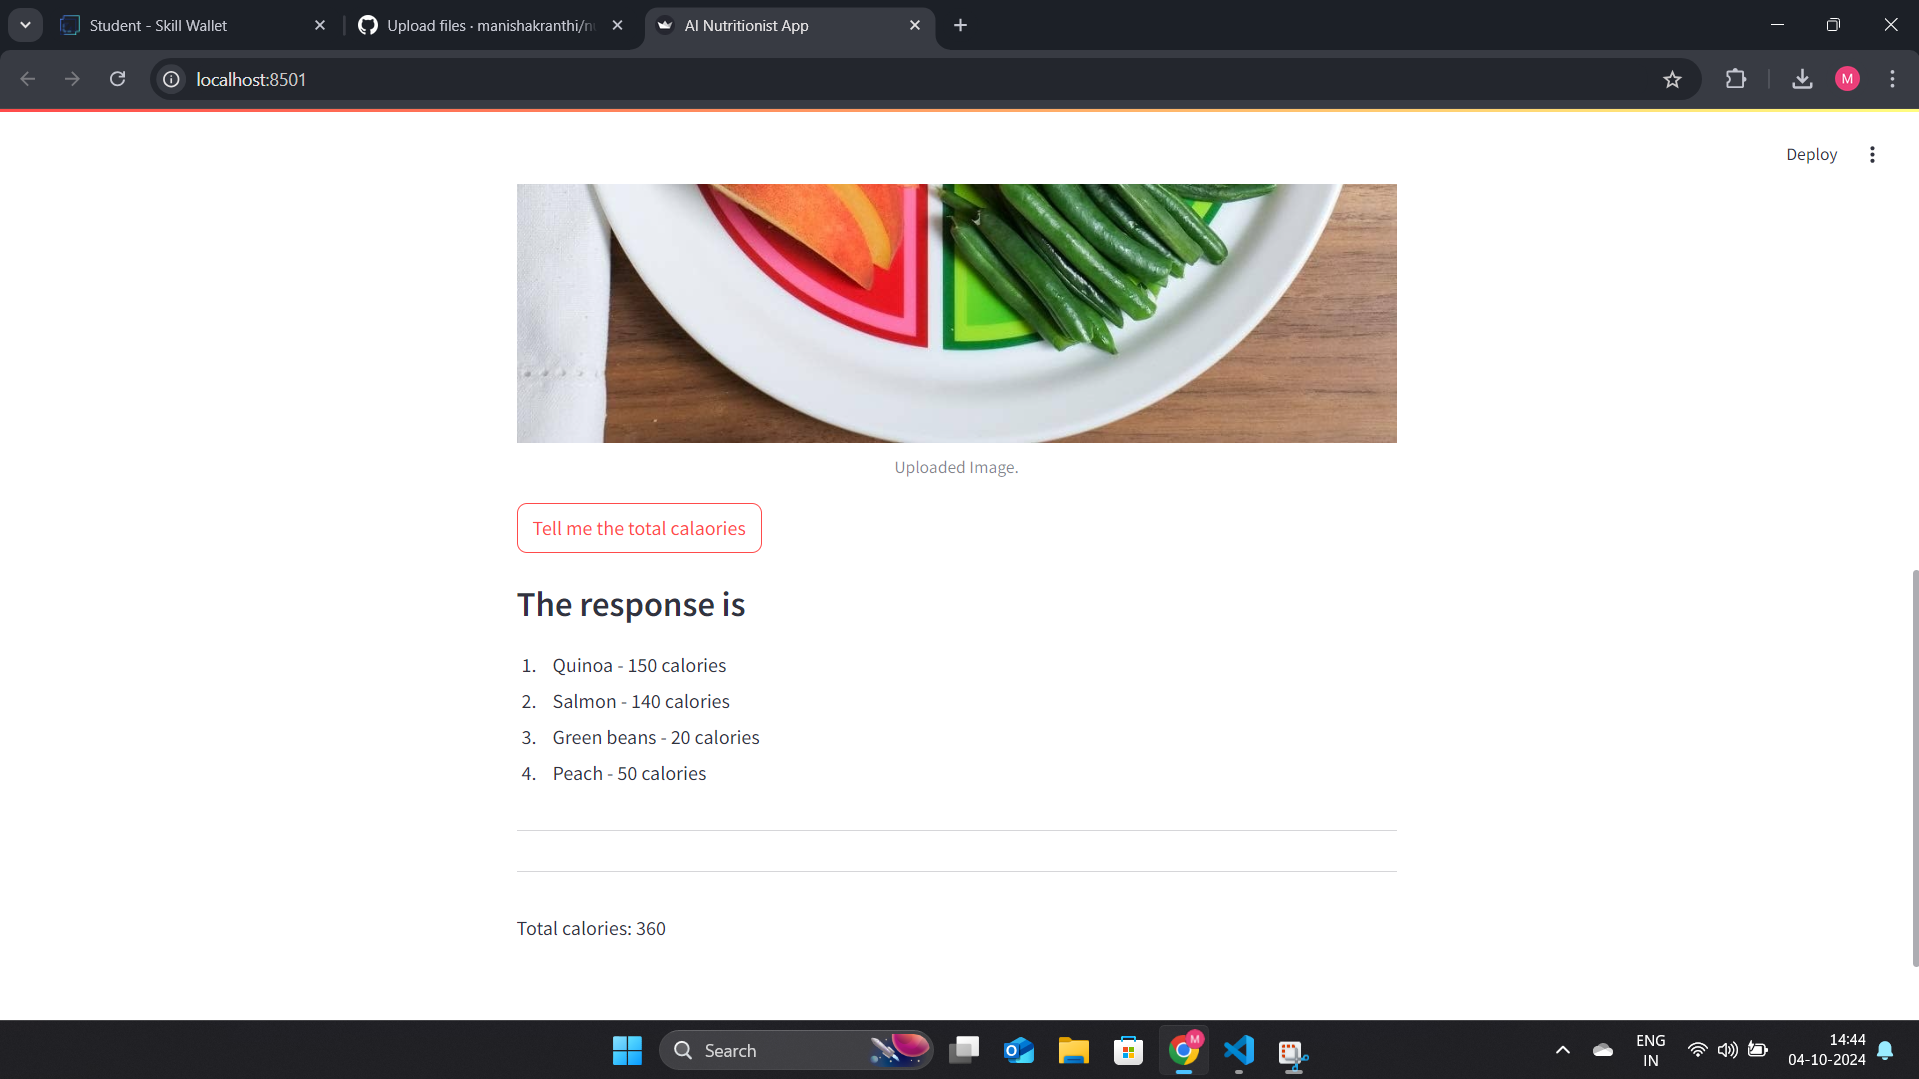 Student - Skill Wallet
Upload files · manishakranthi/n
AI Nutritionist App
localhost:8501
M
Deploy
Uploaded Image.
Tell me the total calaories
The response is
1. Quinoa - 150 calories
2. Salmon - 140 calories
3. Green beans - 20 calories
4. Peach - 50 calories
Total calories: 360
Search
M
ENG
IN
14:44
04-10-2024